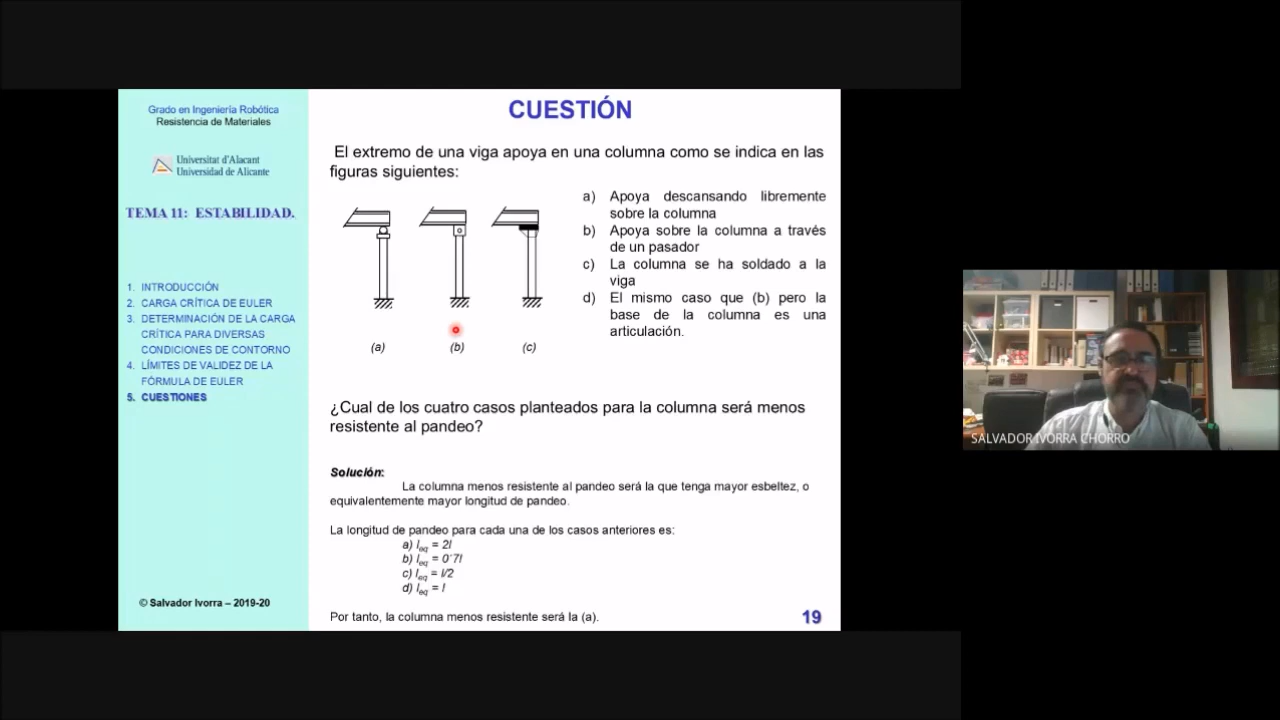 Grado en Ingeniería Robótica
Resistencia de Materiales
Universitat d'Alacant
Universidad de Alicante
TEMA 11: ESTABILIDAD.
1. INTRODUCCIÓN
2. CARGA CRÍTICA DE EULER
3. DETERMINACIÓN DE LA CARGA
CRÍTICA PARA DIVERSAS
CONDICIONES DE CONTORNO
4. LÍMITES DE VALIDEZ DE LA
FÓRMULA DE EULER
5. CUESTIONES
© Salvador Ivorra – 2019-20
CUESTIÓN
El extremo de una viga apoya en una columna como se indica en las
figuras siguientes:
(a) (b) (c)
a) Apoya descansando libremente
sobre la columna
b) Apoya sobre la columna a través
de un pasador
c) La columna se ha soldado a la
viga
d) El mismo caso que (b) pero la
base de la columna es una
articulación.
¿Cual de los cuatro casos planteados para la columna será menos
resistente al pandeo?
Solución:
La columna menos resistente al pandeo será la que tenga mayor esbeltez, o
equivalentemente mayor longitud de pandeo.
La longitud de pandeo para cada una de los casos anteriores es:
a) leq = 2l
b) leq = 0'7l
c) leq = l/2
d) leq = l
Por tanto, la columna menos resistente será la (a).
19
SALVADOR IVORRA CHORRO